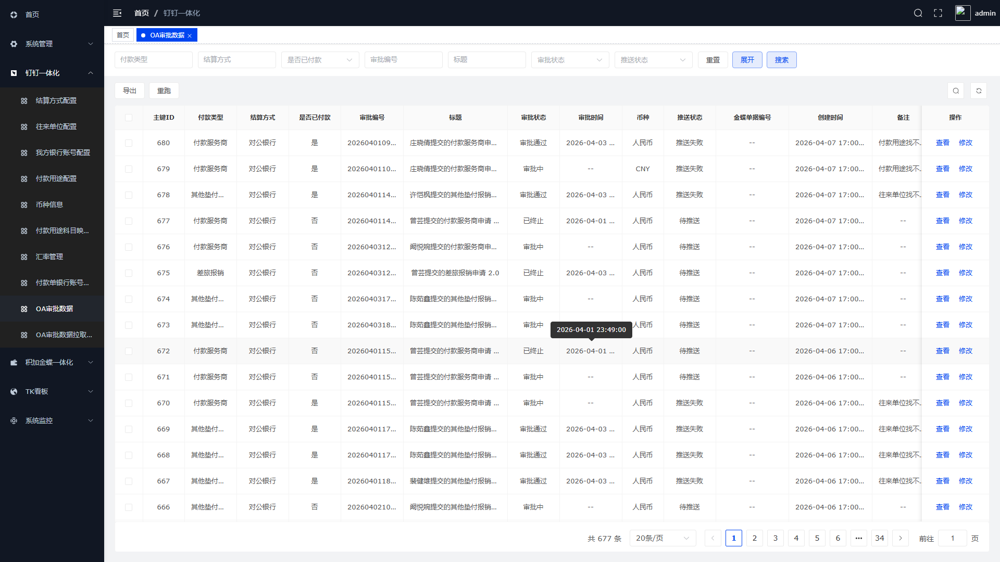 首页
系统管理
钉钉一体化
结算方式配置
往来单位配置
我方银行账号配置
付款用途配置
币种信息
付款用途科目映...
汇率管理
付款单银行账号...
OA审批数据
OA审批数据拉取...
积加金蝶一体化
TK看板
系统监控
首页 / 钉钉一体化
admin
首页 OA审批数据
付款类型 结算方式 是否已付款 审批编号 标题 审批状态 推送状态 重置 展开 搜索
导出 重跑
主键ID 付款类型 结算方式 是否已付款 审批编号 标题 审批状态 审批时间 币种 推送状态 金蝶单据编号 创建时间 备注 操作
680 付款服务商 对公银行 是 2026040109... 庄晓倩提交的付款服务商申... 审批通过 2026-04-03 ... 人民币 推送失败 -- 2026-04-07 17:00... 付款用途找不... 查看 修改
679 付款服务商 对公银行 是 2026040110... 庄晓倩提交的付款服务商申... 审批中 -- CNY 推送失败 -- 2026-04-07 17:00... 付款用途找不... 查看 修改
678 其他垫付... 对公银行 是 2026040114... 许恺枫提交的其他垫付报销... 审批通过 2026-04-03 ... 人民币 推送失败 -- 2026-04-07 17:00... 往来单位找不... 查看 修改
677 付款服务商 对公银行 否 2026040114... 曾芸提交的付款服务商申请 ... 已终止 2026-04-01 ... 人民币 待推送 -- 2026-04-07 17:00... -- 查看 修改
676 付款服务商 对公银行 否 2026040312... 阚悦婉提交的付款服务商申... 审批中 -- 人民币 待推送 -- 2026-04-07 17:00... -- 查看 修改
675 差旅报销 对公银行 否 2026040312... 曾芸提交的差旅报销申请 2.0 已终止 2026-04-03 ... 人民币 待推送 -- 2026-04-07 17:00... -- 查看 修改
674 其他垫付... 对公银行 否 2026040317... 陈茹鑫提交的其他垫付报销... 审批中 -- 人民币 待推送 -- 2026-04-07 17:00... -- 查看 修改
673 其他垫付... 对公银行 否 2026040318... 陈茹鑫提交的其他垫付报销... 审批中 人民币 待推送 -- 2026-04-07 17:00... -- 查看 修改
2026-04-01 23:49:00
672 付款服务商 对公银行 否 2026040115... 曾芸提交的付款服务商申请 ... 已终止 2026-04-01 ... 人民币 待推送 -- 2026-04-06 17:00... -- 查看 修改
671 付款服务商 对公银行 否 2026040115... 曾芸提交的付款服务商申请 ... 审批中 -- 人民币 待推送 -- 2026-04-06 17:00... -- 查看 修改
670 付款服务商 对公银行 是 2026040115... 曾芸提交的付款服务商申请 ... 审批中 -- 人民币 推送失败 -- 2026-04-06 17:00... 往来单位找不... 查看 修改
669 其他垫付... 对公银行 是 2026040117... 陈茹鑫提交的其他垫付报销... 审批通过 2026-04-03 ... 人民币 推送失败 -- 2026-04-06 17:00... 往来单位找不... 查看 修改
668 其他垫付... 对公银行 是 2026040117... 陈茹鑫提交的其他垫付报销... 审批通过 2026-04-03 ... 人民币 推送失败 -- 2026-04-06 17:00... 往来单位找不... 查看 修改
667 其他垫付... 对公银行 是 2026040118... 裴健雄提交的其他垫付报销... 审批通过 2026-04-03 ... 人民币 推送失败 -- 2026-04-06 17:00... 往来单位找不... 查看 修改
666 其他垫付... 对公银行 否 2026040210... 阚悦婉提交的其他垫付报销... 审批中 -- 人民币 待推送 -- 2026-04-06 17:00... -- 查看 修改
共 677 条 20条/页 1 2 3 4 5 6 ••• 34 前往 1 页